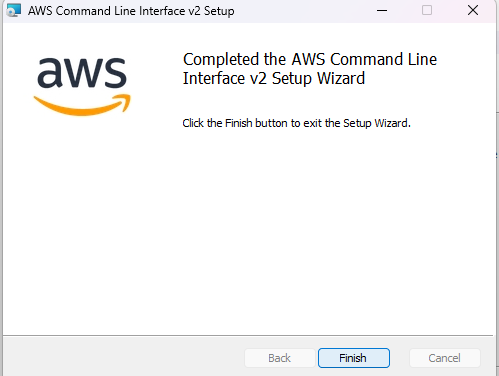 AWS Command Line Interface v2 Setup
aws
Completed the AWS Command Line
Interface v2 Setup Wizard
Click the Finish button to exit the Setup Wizard.
Back
Finish
Cancel